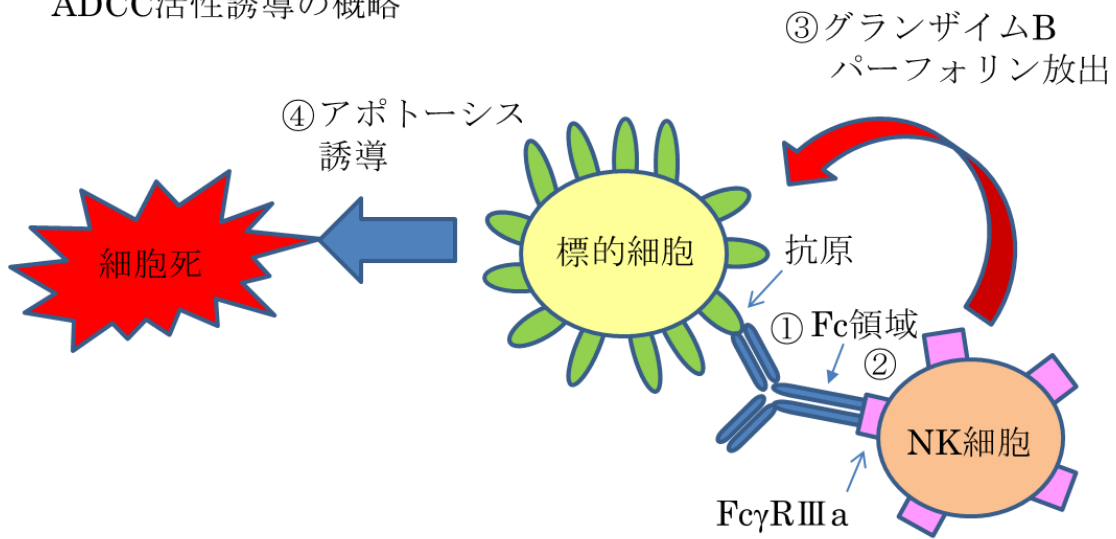 ADCC活性誘導の概略
③グランザイムB
パーフォリン放出
④アポトーシス
誘導
細胞死
標的細胞
抗原
① Fc領域
②
NK細胞
FcγRⅢa